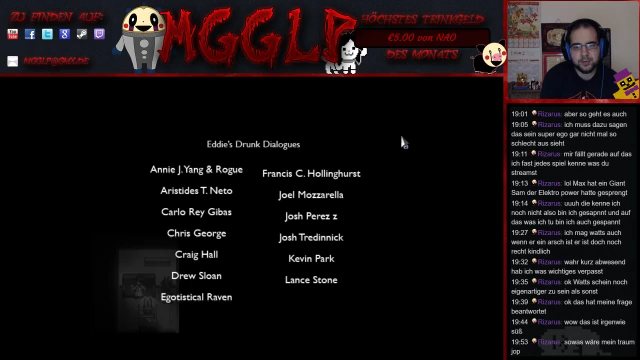 ZU FINDEN AUF:
MGGLP@GMX.DE
MGGLP
HÖCHSTES TRINKGELD
€5,00 von NAO
DES MONATS
Eddie's Drunk Dialogues
Annie J. Yang & Rogue
Aristides T. Neto
Carlo Rey Gibas
Chris George
Craig Hall
Drew Sloan
Egotistical Raven
Francis C. Hollinghurst
Joel Mozzarella
Josh Perez z
Josh Tredinnick
Kevin Park
Lance Stone
19:01 Rizarus: aber so geht es auch
19:05 Rizarus: ich muss dazu sagen
das sein super ego gar nicht mal so
schlecht aus sieht
19:11 Rizarus: mir fällt gerade auf das
ich fast jedes spiel kenne was du
streamst
19:13 Rizarus: lol Max hat ein Giant
Sam der Elektro power hatte gesprengt
19:14 Rizarus: uuuh die kenne ich
noch nicht also bin ich gespannt und auf
das was ich tu bin ich auch gespannt
19:27 Rizarus: ich mag watts auch
wenn er ein arsch ist er ist doch noch
recht kindlich
19:32 Rizarus: wahr kurz abwesend
hab ich was wichtiges verpasst
19:35 Rizarus: ok Watts schein noch
eigenartiger zu sein als sonst
19:39 Rizarus: ok das hat meine frage
beantwortet
19:44 Rizarus: wow das ist irgenwie
süß
19:53 Rizarus: sowas wäre mein traum
jop